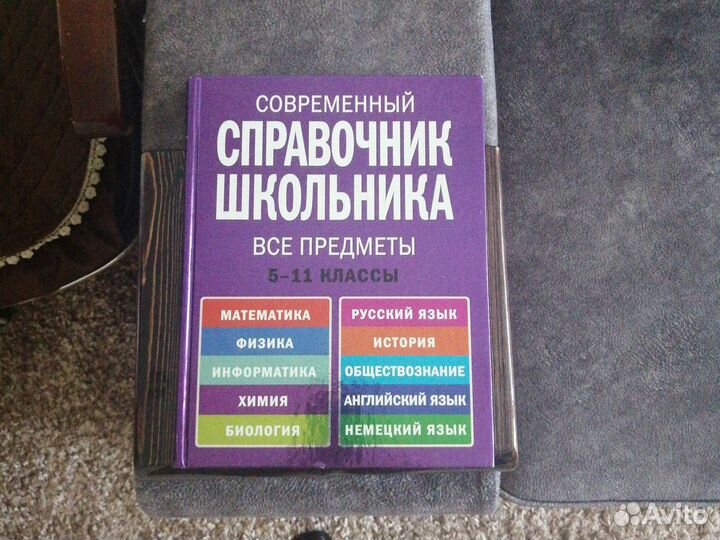 СОВРЕМЕННЫЙ
СПРАВОЧНИК
ШКОЛЬНИКА
ВСЕ ПРЕДМЕТЫ
5–11 КЛАССЫ
МАТЕМАТИКА
ФИЗИКА
ИНФОРМАТИКА
ХИМИЯ
БИОЛОГИЯ
РУССКИЙ ЯЗЫК
ИСТОРИЯ
ОБЩЕСТВОЗНАНИЕ
АНГЛИЙСКИЙ ЯЗЫК
НЕМЕЦКИЙ ЯЗЫК
Avito